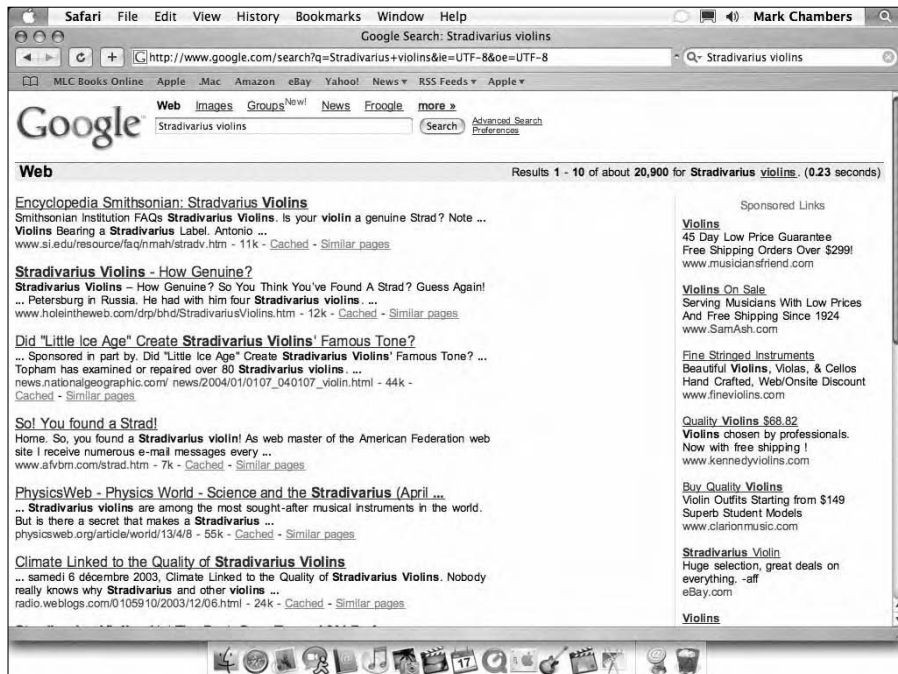 Safari File Edit View History Bookmarks Window Help Mark Chambers
Google Search: Stradivarius violins
http://www.google.com/search?q=Stradivarius+violins&ie=UTF-8&oe=UTF-8 Stradivarius violins
MLC Books Online Apple .Mac Amazon eBay Yahoo! News RSS Feeds Apple
Google
Web Images Groups New! News Froogle more »
Stradivarius violins Search Advanced Search
Preferences
Web Results 1 - 10 of about 20,900 for Stradivarius violins. (0.23 seconds)
Encyclopedia Smithsonian: Stradvarius Violins
Smithsonian Institution FAQs Stradivarius Violins. Is your violin a genuine Strad? Note ...
Violins Bearing a Stradivarius Label. Antonio ...
www.si.edu/resource/faq/nmah/stradv.htm - 11k - Cached - Similar pages
Stradivarius Violins - How Genuine?
Stradivarius Violins – How Genuine? So You Think You've Found A Strad? Guess Again!
... Petersburg in Russia. He had with him four Stradivarius violins. ...
www.holeintheweb.com/drp/bhd/StradivariusViolins.htm - 12k - Cached - Similar pages
Did "Little Ice Age" Create Stradivarius Violins' Famous Tone?
... Sponsored in part by. Did "Little Ice Age" Create Stradivarius Violins' Famous Tone? ...
Topham has examined or repaired over 80 Stradivarius violins. ...
news.nationalgeographic.com/ news/2004/01/0107_040107_violin.html - 44k -
Cached - Similar pages
So! You found a Strad!
Home. So, you found a Stradivarius violin! As web master of the American Federation web
site I receive numerous e-mail messages every ...
www.afvbm.com/strad.htm - 7k - Cached - Similar pages
PhysicsWeb - Physics World - Science and the Stradivarius (April ...
... Stradivarius violins are among the most sought-after musical instruments in the world.
But is there a secret that makes a Stradivarius ...
physicsweb.org/article/world/13/4/8 - 55k - Cached - Similar pages
Climate Linked to the Quality of Stradivarius Violins
... samedi 6 décembre 2003, Climate Linked to the Quality of Stradivarius Violins. Nobody
really knows why Stradivarius and other violins ...
radio.weblogs.com/0105910/2003/12/06.html - 24k - Cached - Similar pages
Sponsored Links
Violins
45 Day Low Price Guarantee
Free Shipping Orders Over $299!
www.musiciansfriend.com
Violins On Sale
Serving Musicians With Low Prices
And Free Shipping Since 1924
www.SamAsh.com
Fine Stringed Instruments
Beautiful Violins, Violas, & Cellos
Hand Crafted, Web/Onsite Discount
www.fineviolins.com
Quality Violins $68.82
Violins chosen by professionals.
Now with free shipping !
www.kennedyviolins.com
Buy Quality Violins
Violin Outfits Starting from $149
Superb Student Models
www.clarionmusic.com
Stradivarius Violin
Huge selection, great deals on
everything. -aff
eBay.com
Violins
17